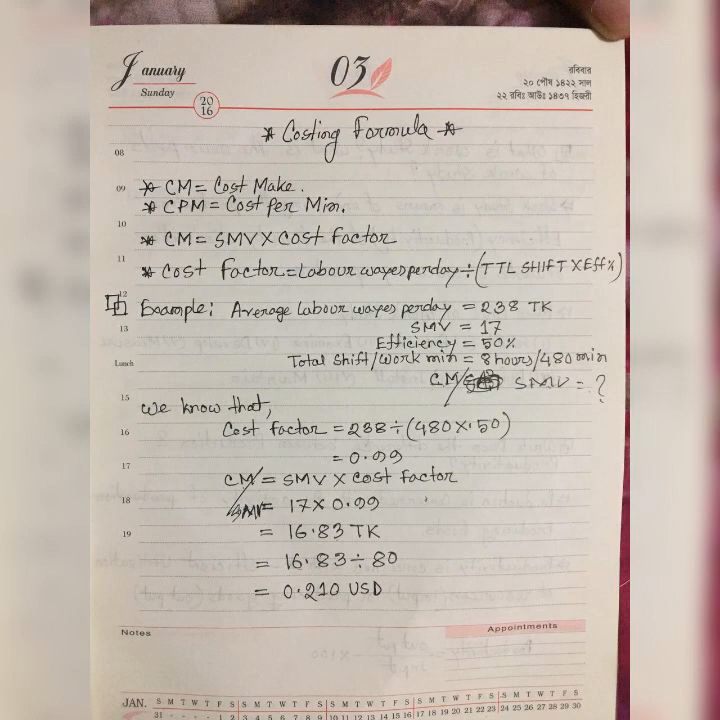 January
Sunday
20
16
03
রবিবার
২০ পৌষ ১৪২২ সাল
২২ রবিঃ আউঃ ১৪৩৭ হিজরী
* Costing Formula *
08
09 * CM = Cost Make.
* CPM = Cost per Min.
10
* CM = SMV X Cost factor
11
* Cost factor = Labour wayes perday ÷ (TTL SHIFT X Eff%)
12
Example: Average labour wayes perday = 238 TK
13 SMV = 17
Efficiency = 50%
Lunch Total Shift/work min = 8 hours/480 min
CM/ SMV = ?
15 We know that,
16 Cost factor = 238 ÷ (480 X .50)
= 0.99
17
CM/SMV = SMV X Cost factor
18 = 17 X 0.99
19 = 16.83 TK
= 16.83 ÷ 80
= 0.210 USD
Notes
Appointments
JAN. S M T W T F S S M T W T F S S M T W T F S S M T W T F S S M T W T F S
31 - - - - 1 2 3 4 5 6 7 8 9 10 11 12 13 14 15 16 17 18 19 20 21 22 23 24 25 26 27 28 29 30